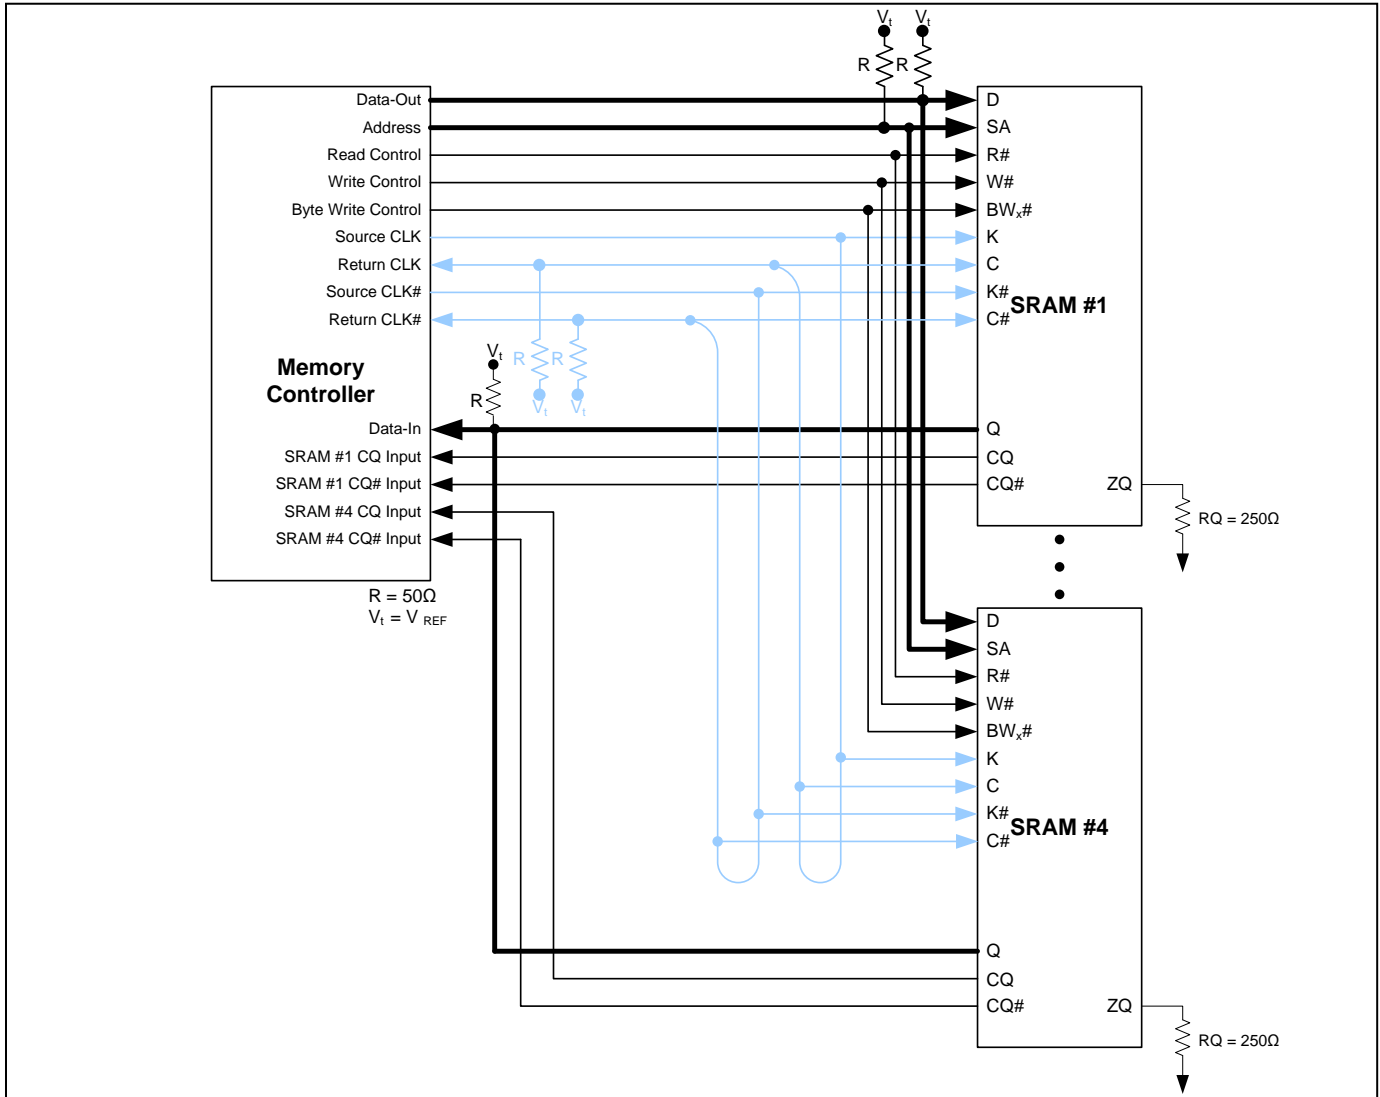 Vt Vt
R R
Data-Out
Address
Read Control
Write Control
Byte Write Control
Source CLK
Return CLK
Source CLK#
Return CLK#
Memory
Controller
Data-In
SRAM #1 CQ Input
SRAM #1 CQ# Input
SRAM #4 CQ Input
SRAM #4 CQ# Input
R = 50Ω
Vt = V REF
Vt
R
R R
Vt Vt
D
SA
R#
W#
BWx#
K
C
K#
SRAM #1
C#
Q
CQ
CQ# ZQ
RQ = 250Ω
D
SA
R#
W#
BWx#
K
C
K#
SRAM #4
C#
Q
CQ
CQ# ZQ
RQ = 250Ω